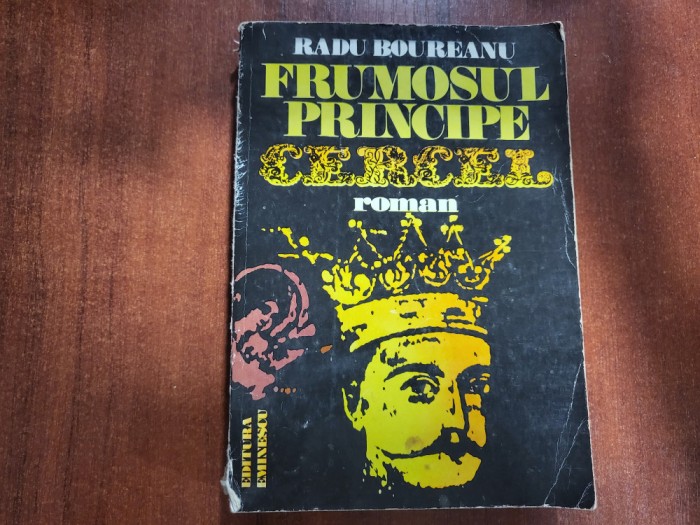 RADU BOUREANU
FRUMOSUL
PRINCIPE
CERCEL
roman
EDITURA
EMINESCU